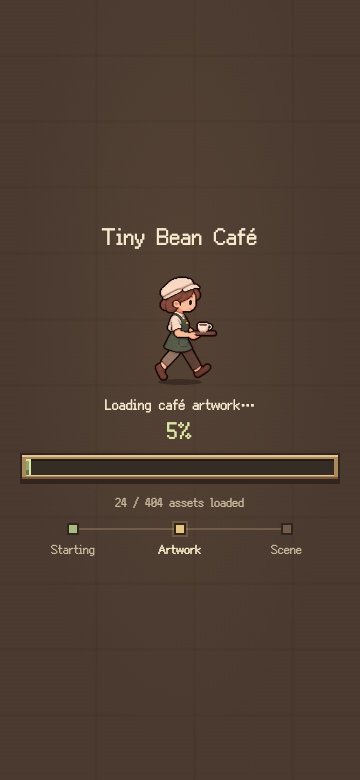 Tiny Bean Café
Loading café artwork···
5%
24 / 404 assets loaded
Starting
Artwork
Scene